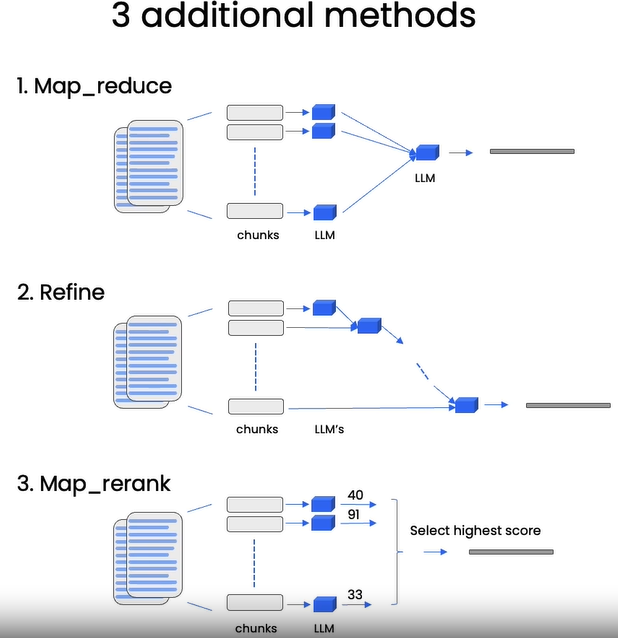 3 additional methods
1. Map_reduce
LLM
chunks LLM
2. Refine
chunks LLM's
3. Map_rerank
40
91
Select highest score
33
chunks LLM